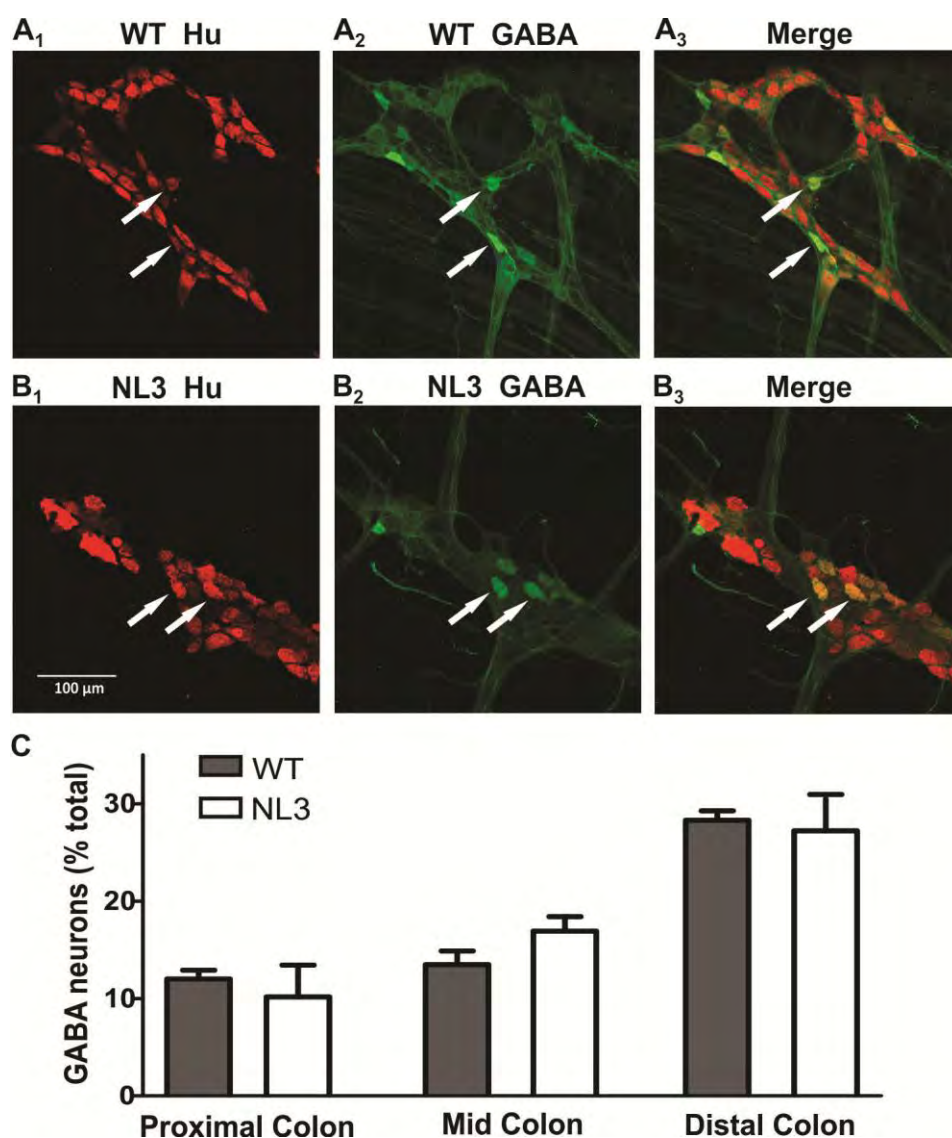 A1 WT Hu
A2 WT GABA
A3 Merge
B1 NL3 Hu
B2 NL3 GABA
B3 Merge
100 µm
C
WT
NL3
GABA neurons (% total)
30
20
10
0
Proximal Colon
Mid Colon
Distal Colon